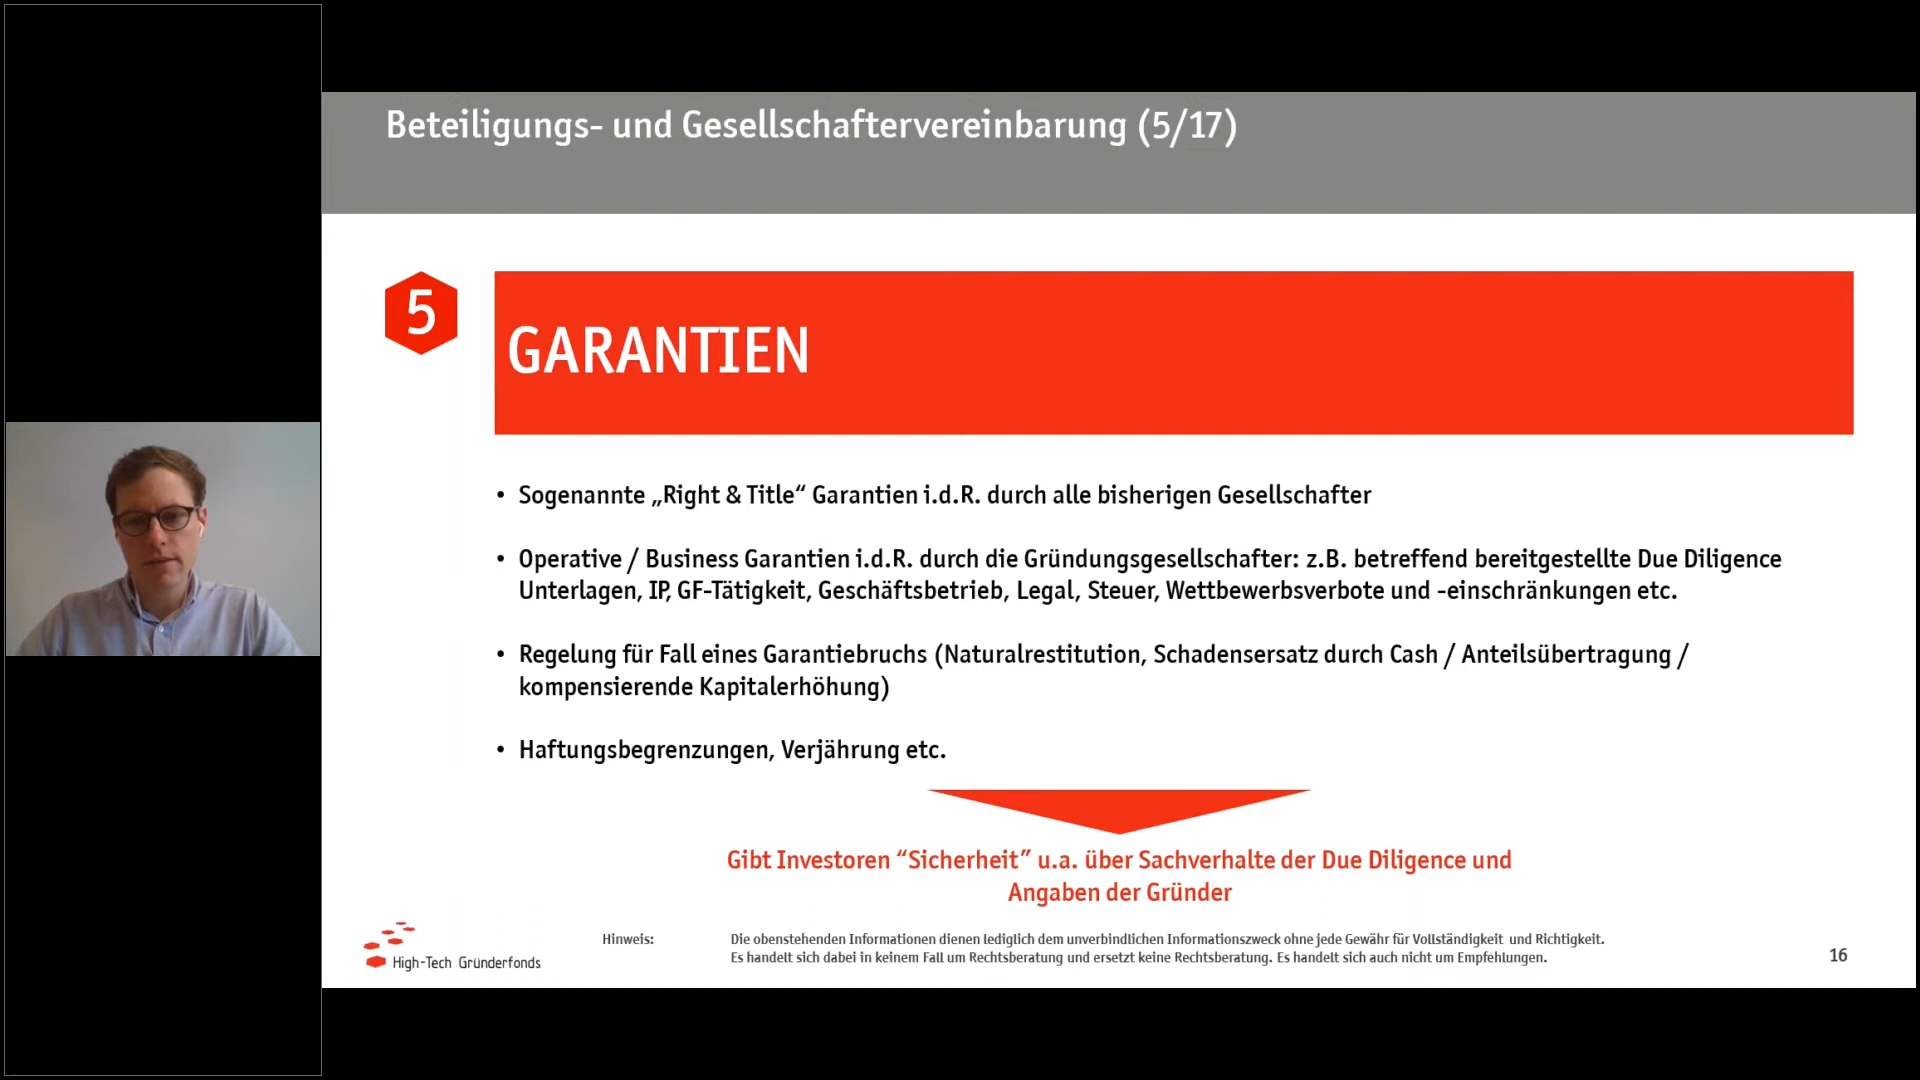 Beteiligungs- und Gesellschaftervereinbarung (5/17)
5
GARANTIEN
• Sogenannte „Right & Title“ Garantien i.d.R. durch alle bisherigen Gesellschafter
• Operative / Business Garantien i.d.R. durch die Gründungsgesellschafter: z.B. betreffend bereitgestellte Due Diligence
Unterlagen, IP, GF-Tätigkeit, Geschäftsbetrieb, Legal, Steuer, Wettbewerbsverbote und -einschränkungen etc.
• Regelung für Fall eines Garantiebruchs (Naturalrestitution, Schadensersatz durch Cash / Anteilsübertragung /
kompensierende Kapitalerhöhung)
• Haftungsbegrenzungen, Verjährung etc.
Gibt Investoren “Sicherheit” u.a. über Sachverhalte der Due Diligence und
Angaben der Gründer
High-Tech Gründerfonds
Hinweis:
Die obenstehenden Informationen dienen lediglich dem unverbindlichen Informationszweck ohne jede Gewähr für Vollständigkeit und Richtigkeit.
Es handelt sich dabei in keinem Fall um Rechtsberatung und ersetzt keine Rechtsberatung. Es handelt sich auch nicht um Empfehlungen.
16